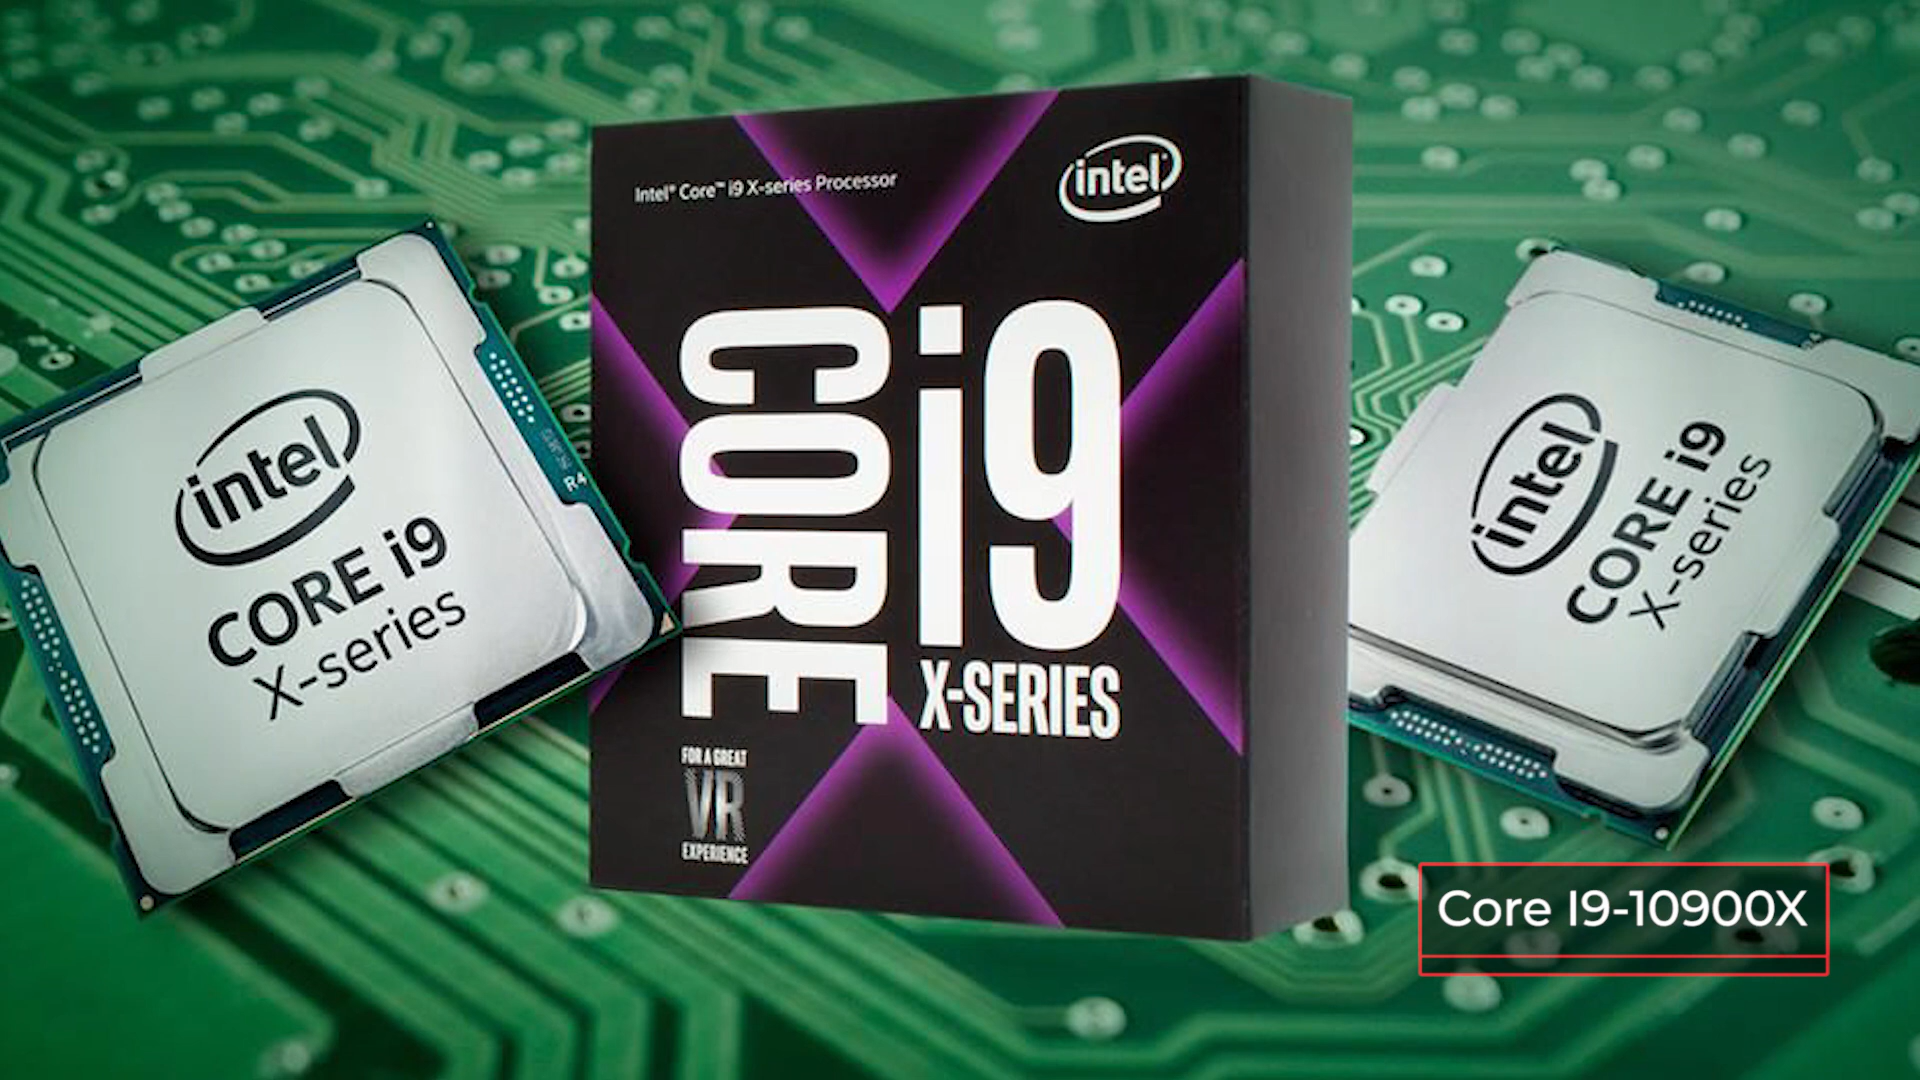 Intel® Core™ i9 X-series Processor
intel®
CORE i9
X-SERIES
FOR A GREAT
VR
EXPERIENCE
intel
CORE i9
X-series
R4
intel
CORE i9
X-series
Core I9-10900X